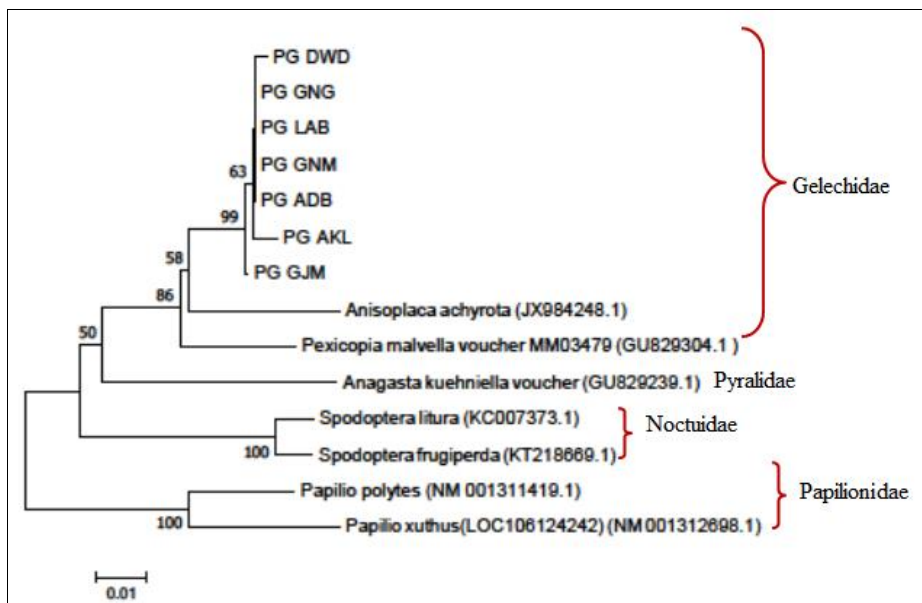 PG DWD
PG GNG
PG LAB
PG GNM
63
PG ADB
99
PG AKL
58
PG GJM
86
Anisoplaca achyrota (JX984248.1)
50
Pexicopia malvella voucher MM03479 (GU829304.1 )
Anagasta kuehniella voucher (GU829239.1)
Spodoptera litura (KC007373.1)
100
Spodoptera frugiperda (KT218669.1)
Papilio polytes (NM 001311419.1)
100
Papilio xuthus(LOC106124242) (NM 001312698.1)
0.01
Gelechidae
Pyralidae
Noctuidae
Papilionidae